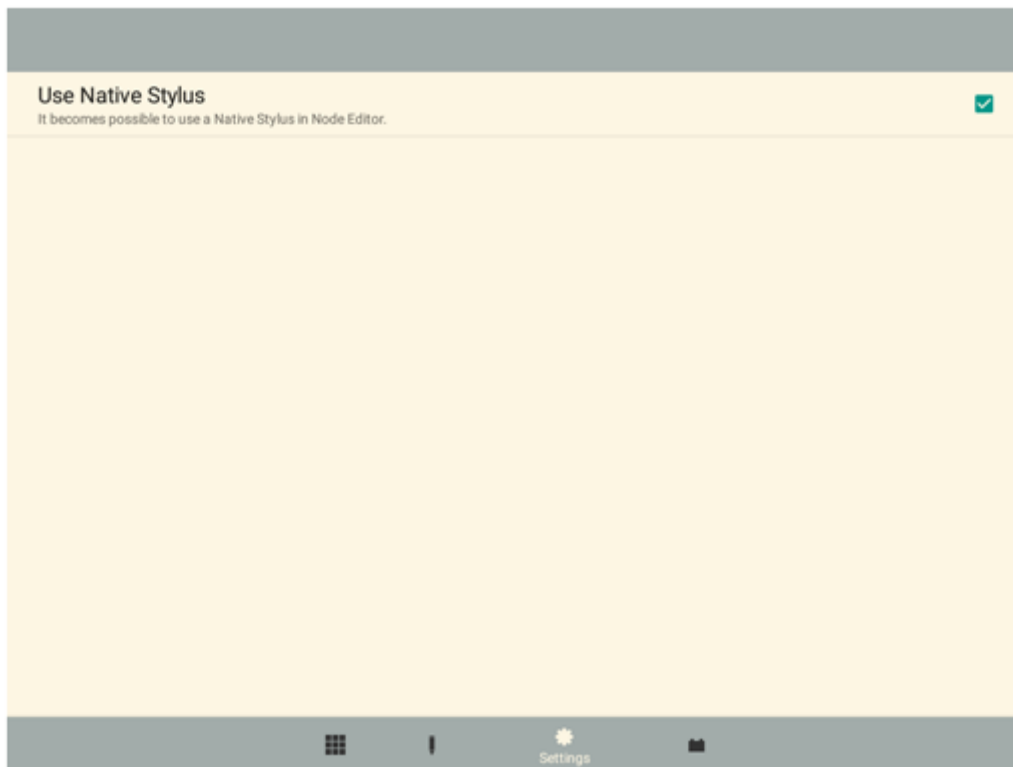 Use Native Stylus
It becomes possible to use a Native Stylus in Node Editor.
Settings